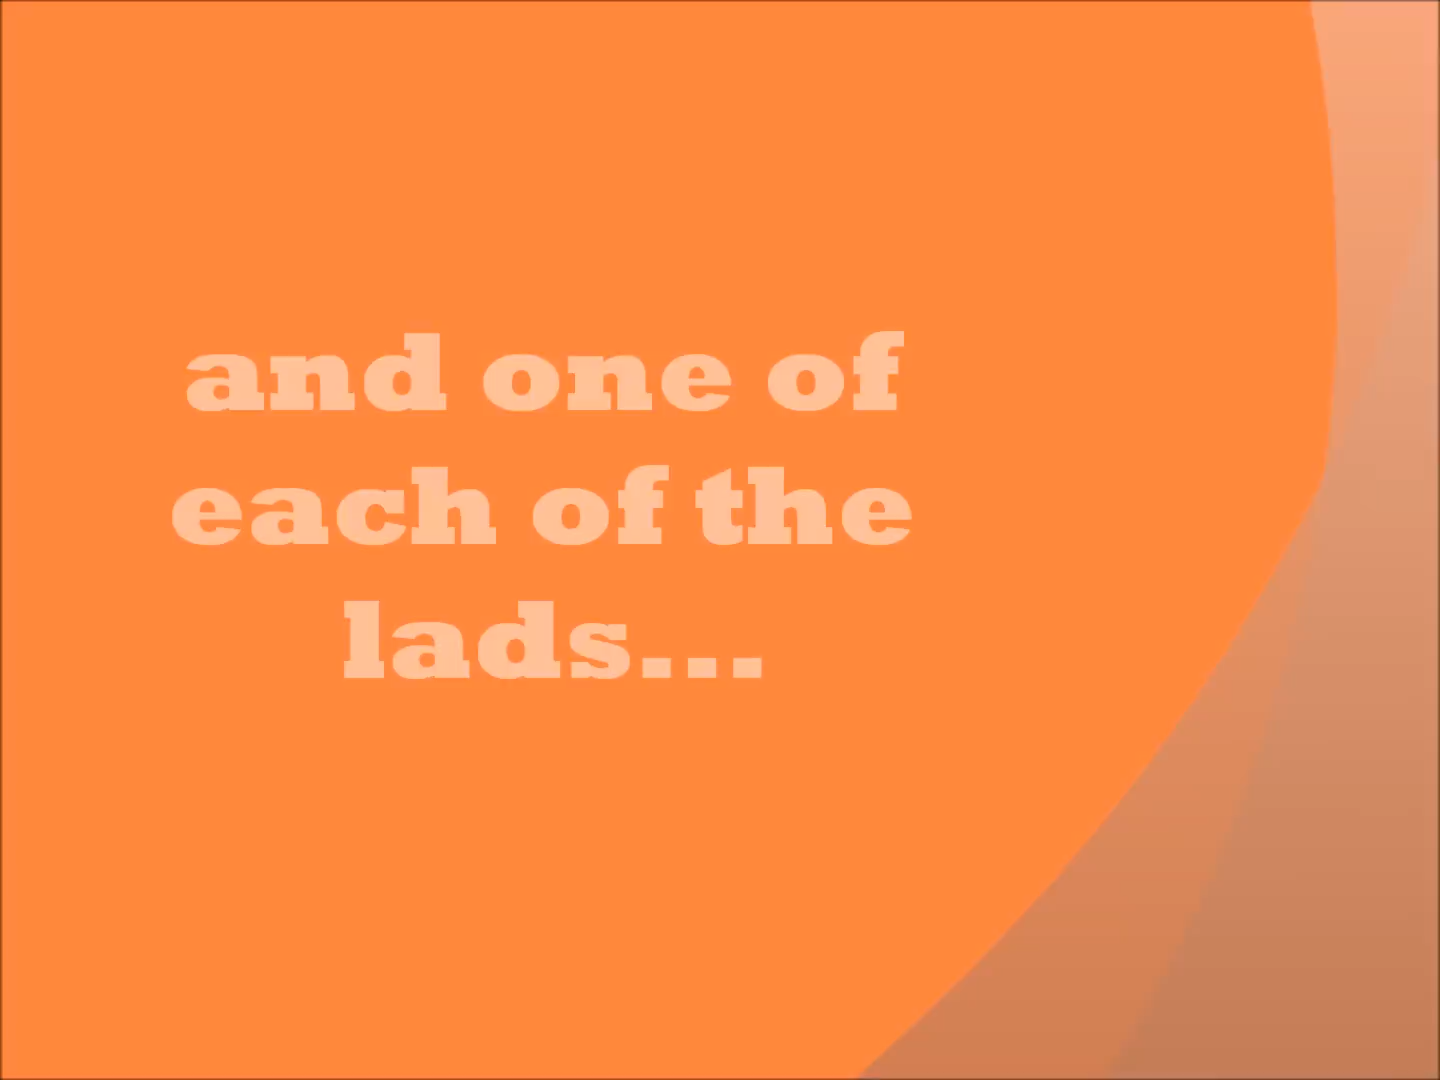 and one of
each of the
lads...